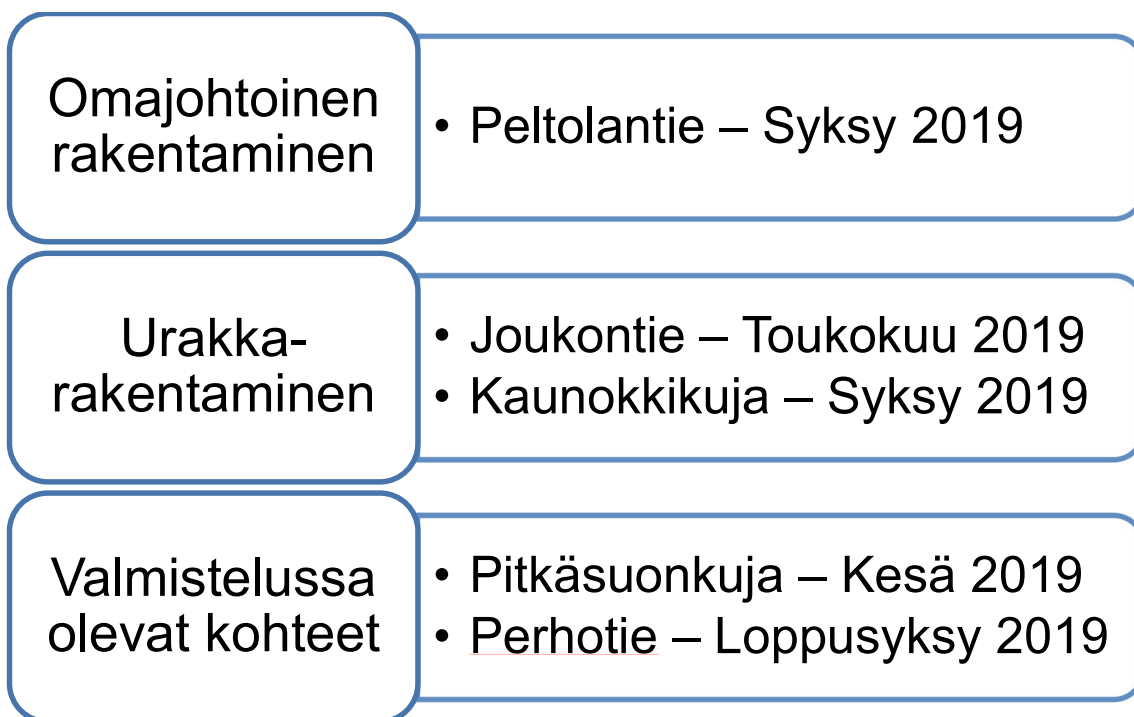 Omajohtoinen
rakentaminen
• Peltolantie – Syksy 2019
Urakka-
rakentaminen
• Joukontie – Toukokuu 2019
• Kaunokkikuja – Syksy 2019
Valmistelussa
olevat kohteet
• Pitkäsuonkuja – Kesä 2019
• Perhotie – Loppusyksy 2019